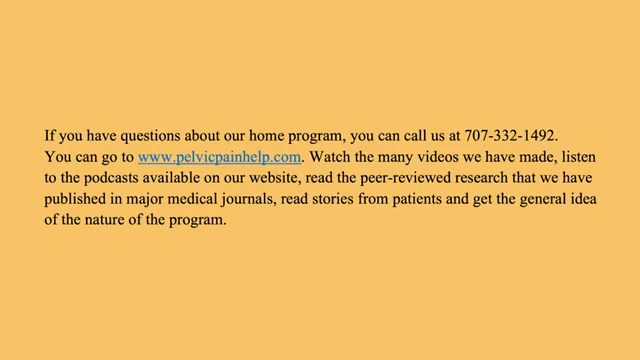 If you have questions about our home program, you can call us at 707-332-1492.
You can go to www.pelvicpainhelp.com. Watch the many videos we have made, listen
to the podcasts available on our website, read the peer-reviewed research that we have
published in major medical journals, read stories from patients and get the general idea
of the nature of the program.